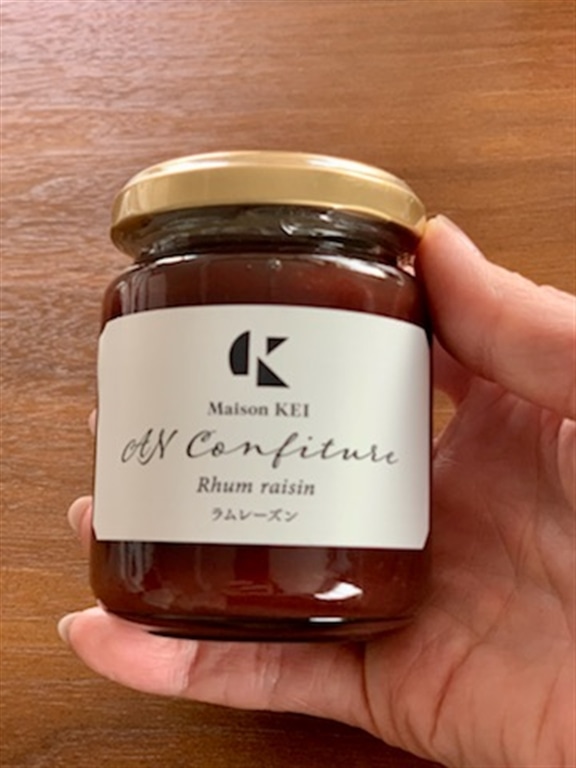 K
Maison KEI
AN Confiture
Rhum raisin
ラムレーズン